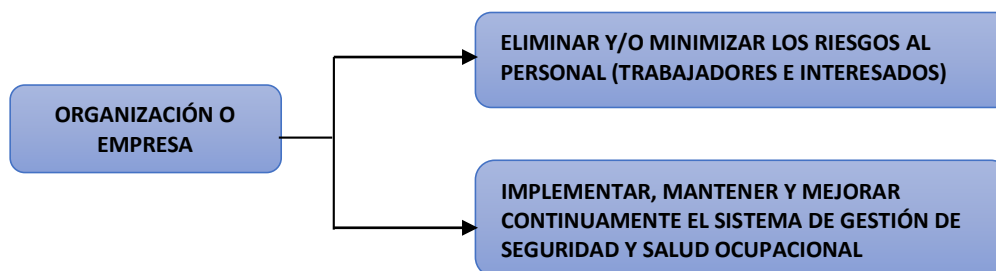 ORGANIZACIÓN O
EMPRESA
ELIMINAR Y/O MINIMIZAR LOS RIESGOS AL
PERSONAL (TRABAJADORES E INTERESADOS)
IMPLEMENTAR, MANTENER Y MEJORAR
CONTINUAMENTE EL SISTEMA DE GESTIÓN DE
SEGURIDAD Y SALUD OCUPACIONAL